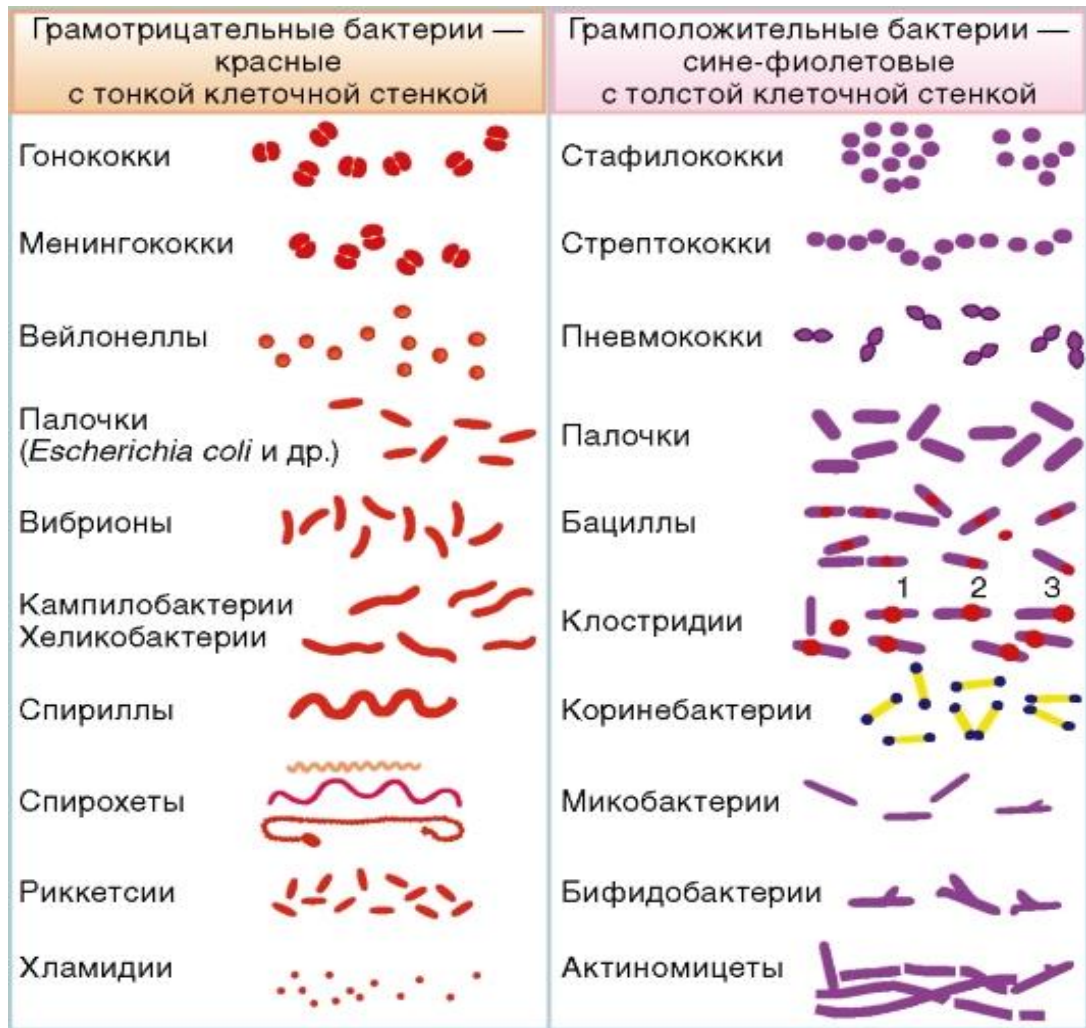 Грамотрицательные бактерии —
красные
с тонкой клеточной стенкой
Гонококки
Менингококки
Вейлонеллы
Палочки
(Escherichia coli и др.)
Вибрионы
Кампилобактерии
Хеликобактерии
Спириллы
Спирохеты
Риккетсии
Хламидии
Грамположительные бактерии —
сине-фиолетовые
с толстой клеточной стенкой
Стафилококки
Стрептококки
Пневмококки
Палочки
Бациллы
1 2 3
Клостридии
Коринебактерии
Микобактерии
Бифидобактерии
Актиномицеты